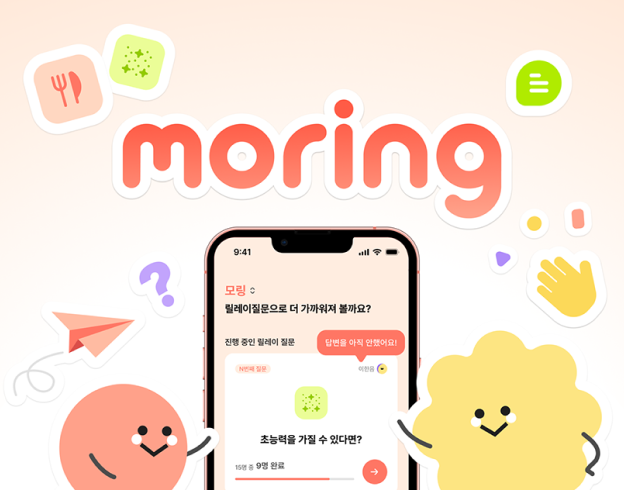 moring
9:41
모링
릴레이질문으로 더 가까워져 볼까요?
진행 중인 릴레이 질문
답변을 아직 안했어요!
N번째 질문
이한음
초능력을 가질 수 있다면?
15명 중 9명 완료